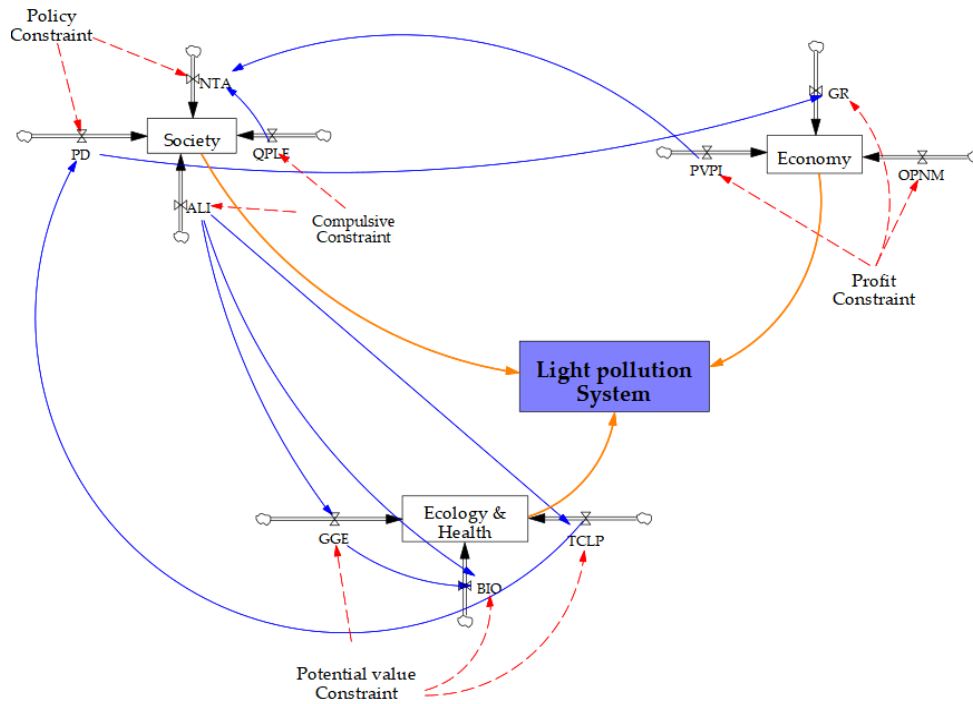 Policy
Constraint
NTA
GR
Society
PD
QPLF
Economy
PVPI
OPNM
ALI
Compulsive
Constraint
Profit
Constraint
Light pollution
System
Ecology &
Health
GGE
TCLP
BIO
Potential value
Constraint